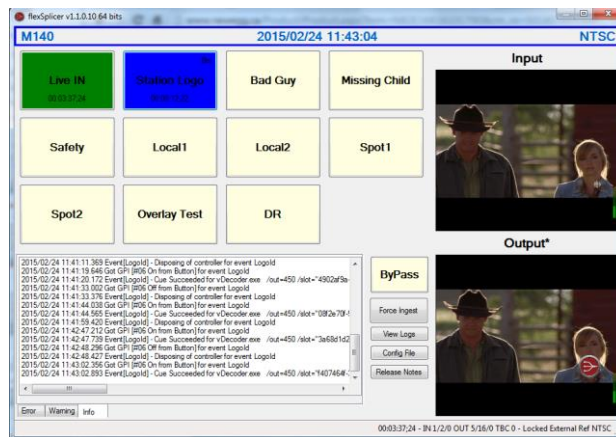 flexSplicer v1.1.0.10 64 bits
M140 2015/02/24 11:43:04 NTSC
Input
Live IN Station Logo Bad Guy Missing Child
00:03:37:24
Safety Local1 Local2 Spot1
Spot2 Overlay Test DR
Output*
2015/02/24 11:41:11.369 Event[LogoId] - Disposing of controller for event LogoId
2015/02/24 11:41:19.646 Got GPI [#06 On from Button] for event LogoId
2015/02/24 11:41:20.172 Event[LogoId] - Cue Succeeded for vDecoder.exe /out=450 /slot="4902af9a-
2015/02/24 11:41:33.002 Got GPI [#06 Off from Button] for event LogoId
2015/02/24 11:41:33.376 Event[LogoId] - Disposing of controller for event LogoId
2015/02/24 11:41:44.038 Got GPI [#06 On from Button] for event LogoId
2015/02/24 11:41:44.565 Event[LogoId] - Cue Succeeded for vDecoder.exe /out=450 /slot="08f2e70f-
2015/02/24 11:41:59.420 Event[LogoId] - Disposing of controller for event LogoId
2015/02/24 11:42:47.212 Got GPI [#06 On from Button] for event LogoId
2015/02/24 11:42:47.739 Event[LogoId] - Cue Succeeded for vDecoder.exe /out=450 /slot="3a68d1d2
2015/02/24 11:42:48.296 Got GPI [#06 Off from Button] for event LogoId
2015/02/24 11:42:48.427 Event[LogoId] - Disposing of controller for event LogoId
2015/02/24 11:43:02.356 Got GPI [#06 On from Button] for event LogoId
2015/02/24 11:43:02.893 Event[LogoId] - Cue Succeeded for vDecoder.exe /out=450 /slot="f407464f-
ByPass
Force Ingest
View Logs
Config File
Release Notes
Error Warning Info
00:03:37;24 - IN 1/2/0 OUT 5/16/0 TBC 0 - Locked External Ref NTSC